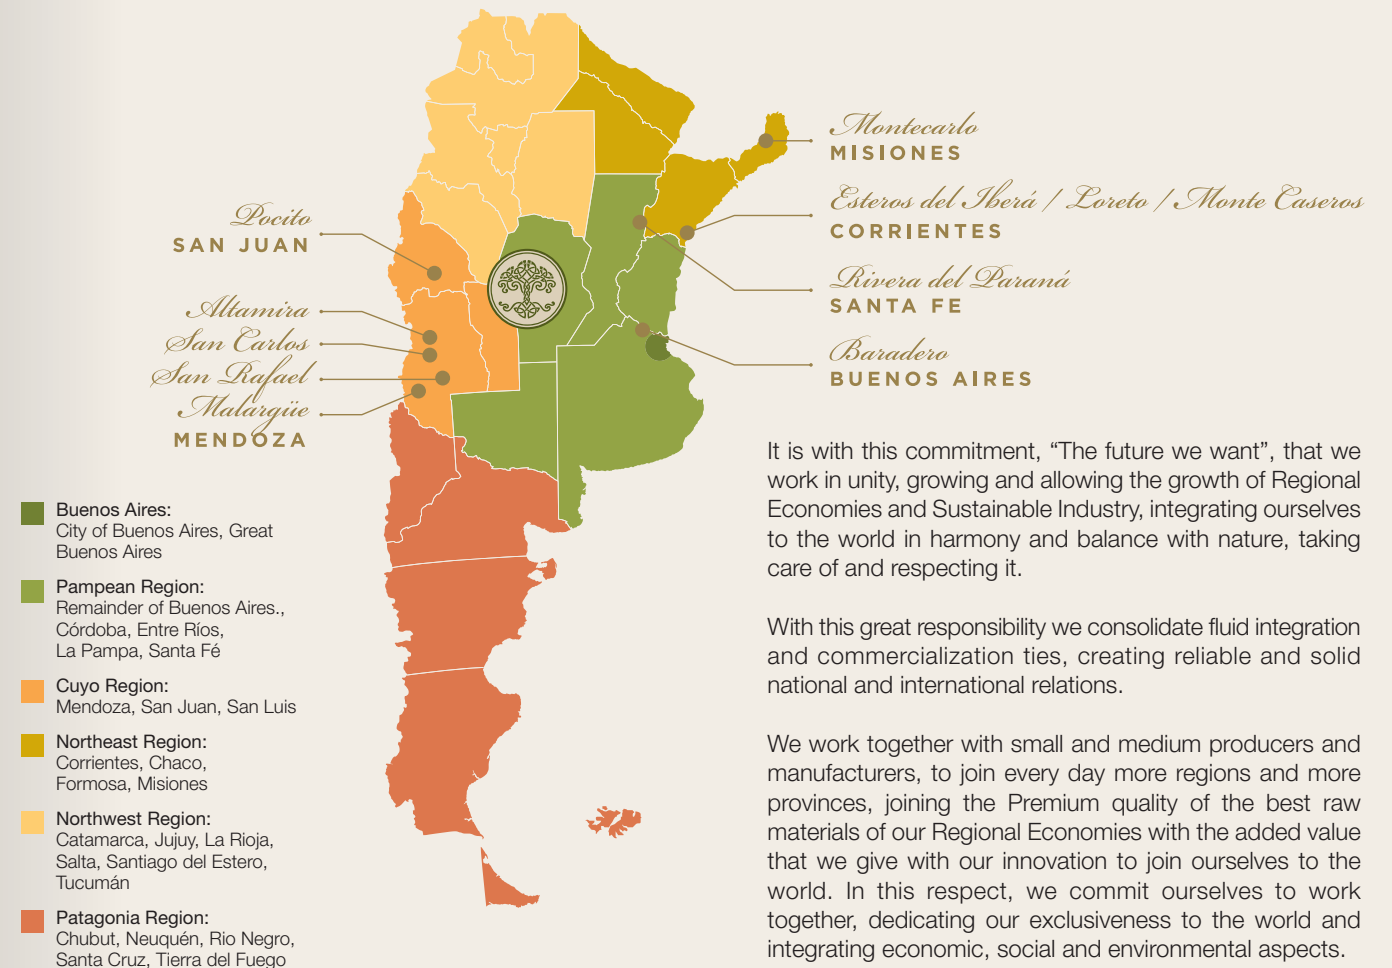 Montecarlo
MISIONES
Esteros del Iberá / Loreto / Monte Caseros
CORRIENTES
Rivera del Paraná
SANTA FE
Baradero
BUENOS AIRES
Pocito
SAN JUAN
Altamira
San Carlos
San Rafael
Malargüe
MENDOZA
Buenos Aires:
City of Buenos Aires, Great
Buenos Aires
Pampean Region:
Remainder of Buenos Aires.,
Córdoba, Entre Ríos,
La Pampa, Santa Fé
Cuyo Region:
Mendoza, San Juan, San Luis
Northeast Region:
Corrientes, Chaco,
Formosa, Misiones
Northwest Region:
Catamarca, Jujuy, La Rioja,
Salta, Santiago del Estero,
Tucumán
Patagonia Region:
Chubut, Neuquén, Rio Negro,
Santa Cruz, Tierra del Fuego
It is with this commitment, “The future we want”, that we
work in unity, growing and allowing the growth of Regional
Economies and Sustainable Industry, integrating ourselves
to the world in harmony and balance with nature, taking
care of and respecting it.
With this great responsibility we consolidate fluid integration
and commercialization ties, creating reliable and solid
national and international relations.
We work together with small and medium producers and
manufacturers, to join every day more regions and more
provinces, joining the Premium quality of the best raw
materials of our Regional Economies with the added value
that we give with our innovation to join ourselves to the
world. In this respect, we commit ourselves to work
together, dedicating our exclusiveness to the world and
integrating economic, social and environmental aspects.